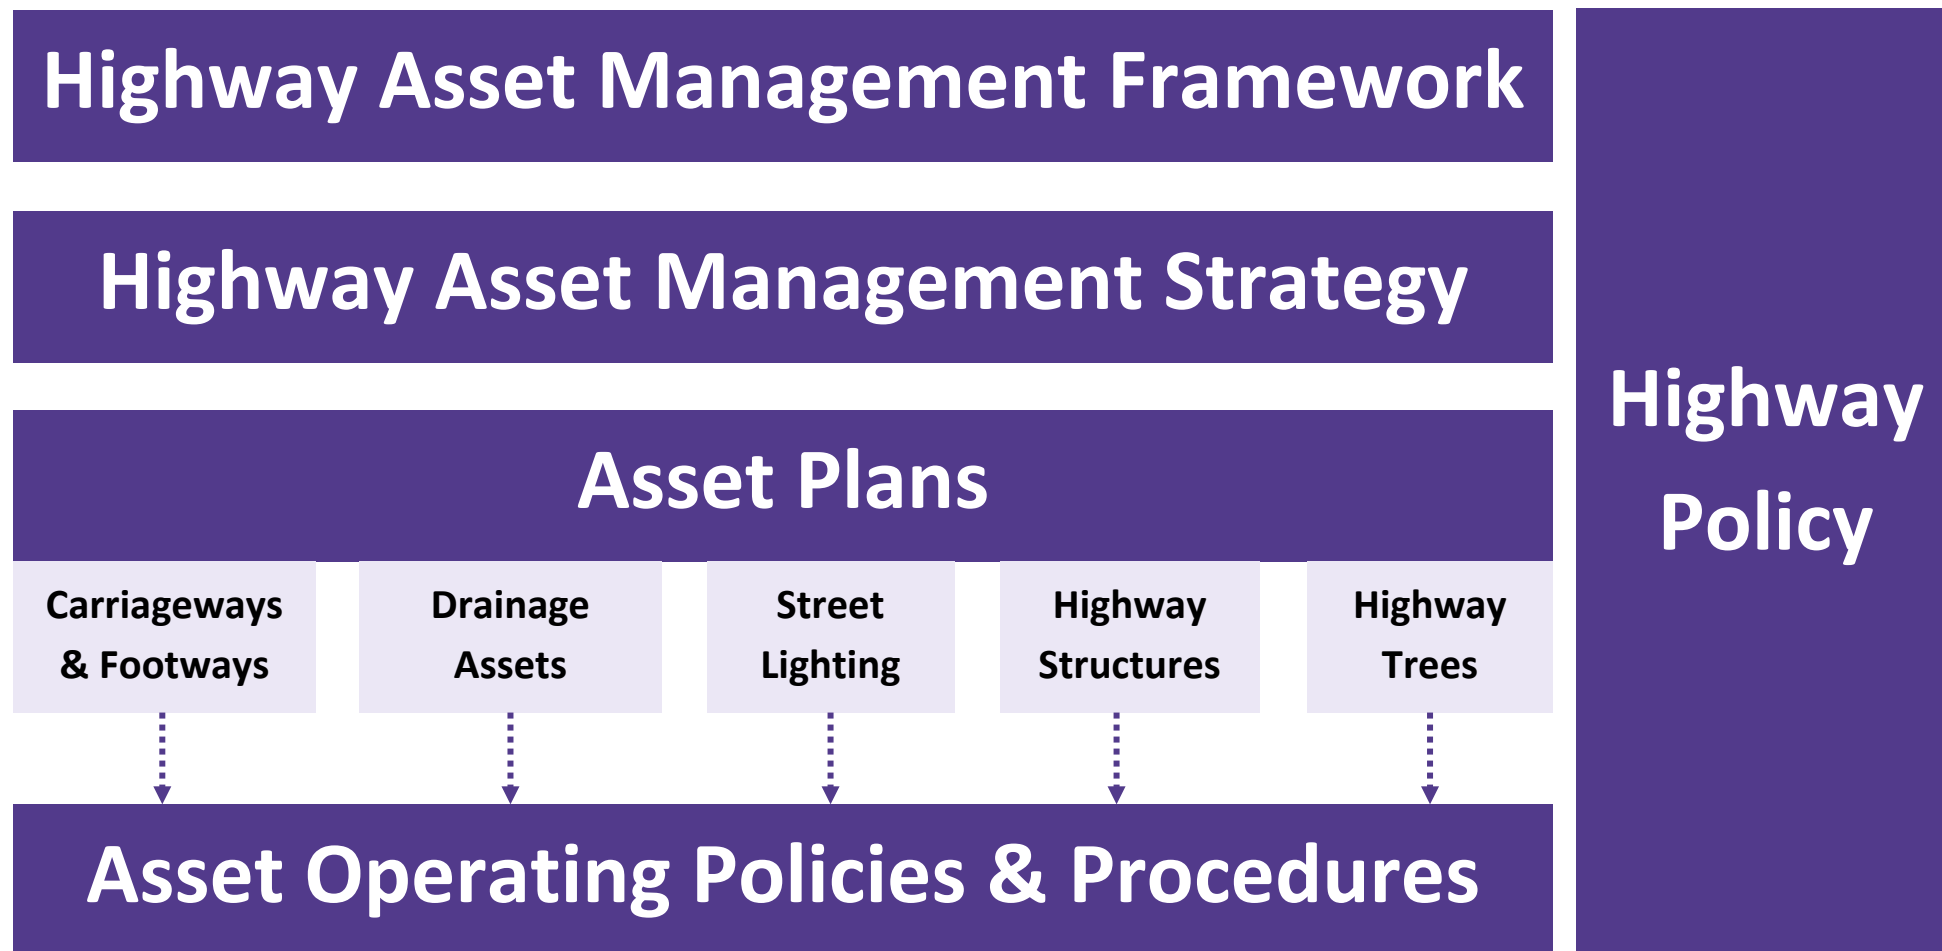 Highway Asset Management Framework
Highway Asset Management Strategy
Asset Plans
Carriageways
& Footways
Drainage
Assets
Street
Lighting
Highway
Structures
Highway
Trees
Asset Operating Policies & Procedures
Highway
Policy